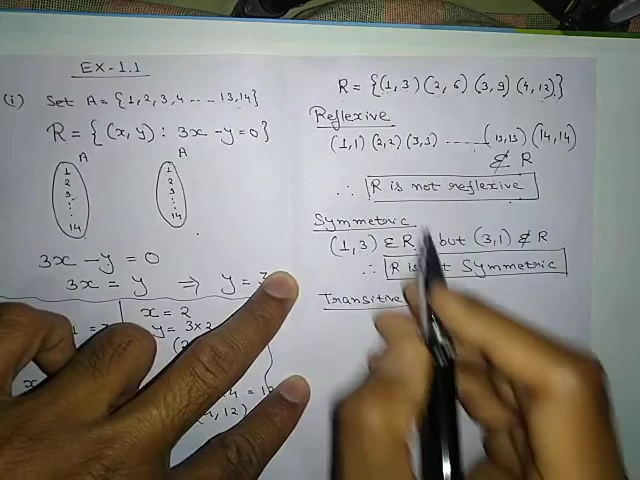 EX-1.1
(i) Set A = {1, 2, 3, 4 ---- -- 13, 14}
R = {(x, y) : 3x - y = 0}
A A
1 1
2 2
3 3
14 14
3x - y = 0
3x = y ⇒ y = 3
x = 2
y = 3×2
4, 12)
R = {(1, 3) (2, 6) (3, 9) (4, 12)}
Reflexive
(1,1) (2,2) (3,3) ------- (13,13) (14,14)
∉ R
∴ R is not reflexive
Symmetric
(1, 3) ε R but (3, 1) ∉ R
∴ R is Symmetric
Transitive